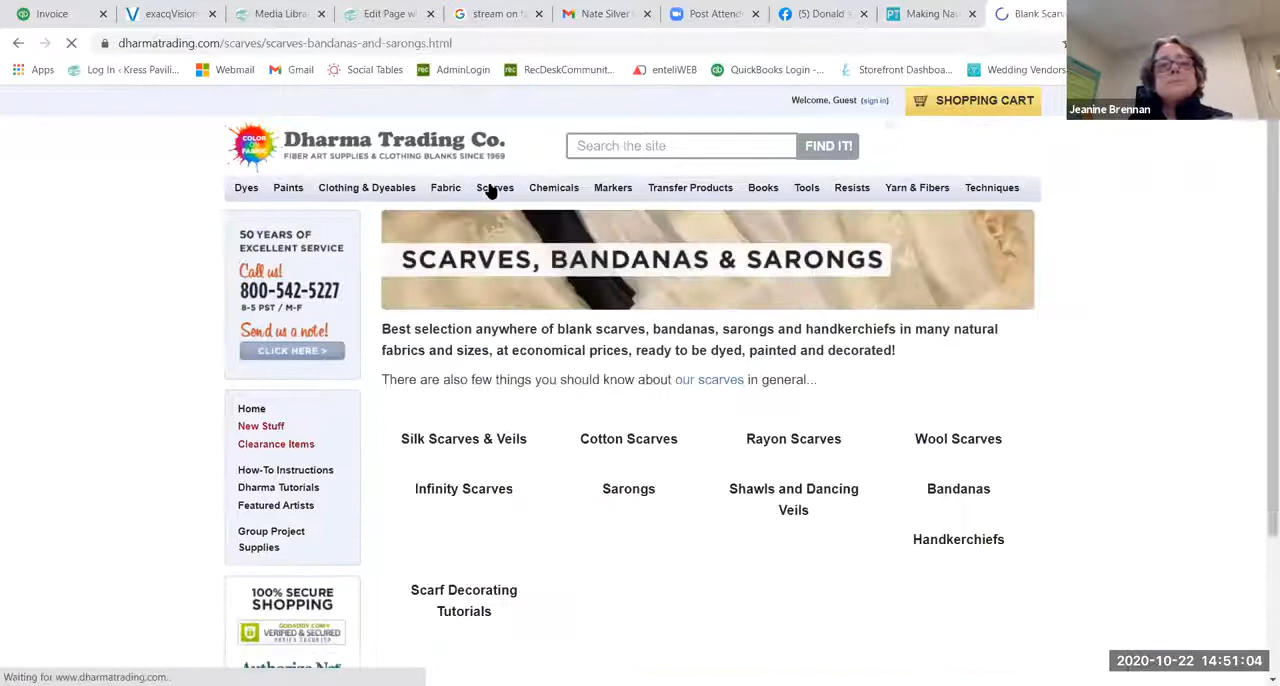 Invoice
exacqVision
Media Libra
Edit Page w
stream on fa
Nate Silver's
Post Attend
(5) Donald
Making Nau
Blank Scarv
dharmatrading.com/scarves/scarves-bandanas-and-sarongs.html
Apps
Log In ‹ Kress Pavili...
Webmail
Gmail
Social Tables
AdminLogin
RecDeskCommunit...
enteliWEB
QuickBooks Login -...
Storefront Dashboa...
Wedding Vendors
Jeanine Brennan
Welcome, Guest (sign in)
SHOPPING CART
COLOR FABRIC
Dharma Trading Co.
FIBER ART SUPPLIES & CLOTHING BLANKS SINCE 1969
Search the site
FIND IT!
Dyes Paints Clothing & Dyeables Fabric Scarves Chemicals Markers Transfer Products Books Tools Resists Yarn & Fibers Techniques
50 YEARS OF
EXCELLENT SERVICE
Call us!
800-542-5227
8-5 PST / M-F
Send us a note!
CLICK HERE >
SCARVES, BANDANAS & SARONGS
Best selection anywhere of blank scarves, bandanas, sarongs and handkerchiefs in many natural
fabrics and sizes, at economical prices, ready to be dyed, painted and decorated!
There are also few things you should know about our scarves in general...
Home
New Stuff
Clearance Items
How-To Instructions
Dharma Tutorials
Featured Artists
Group Project
Supplies
Silk Scarves & Veils
Cotton Scarves
Rayon Scarves
Wool Scarves
Infinity Scarves
Sarongs
Shawls and Dancing
Veils
Bandanas
Handkerchiefs
Scarf Decorating
Tutorials
100% SECURE
SHOPPING
GODADDY.COM
VERIFIED & SECURED
Authorize.Net
Waiting for www.dharmatrading.com...
2020-10-22 14:51:04